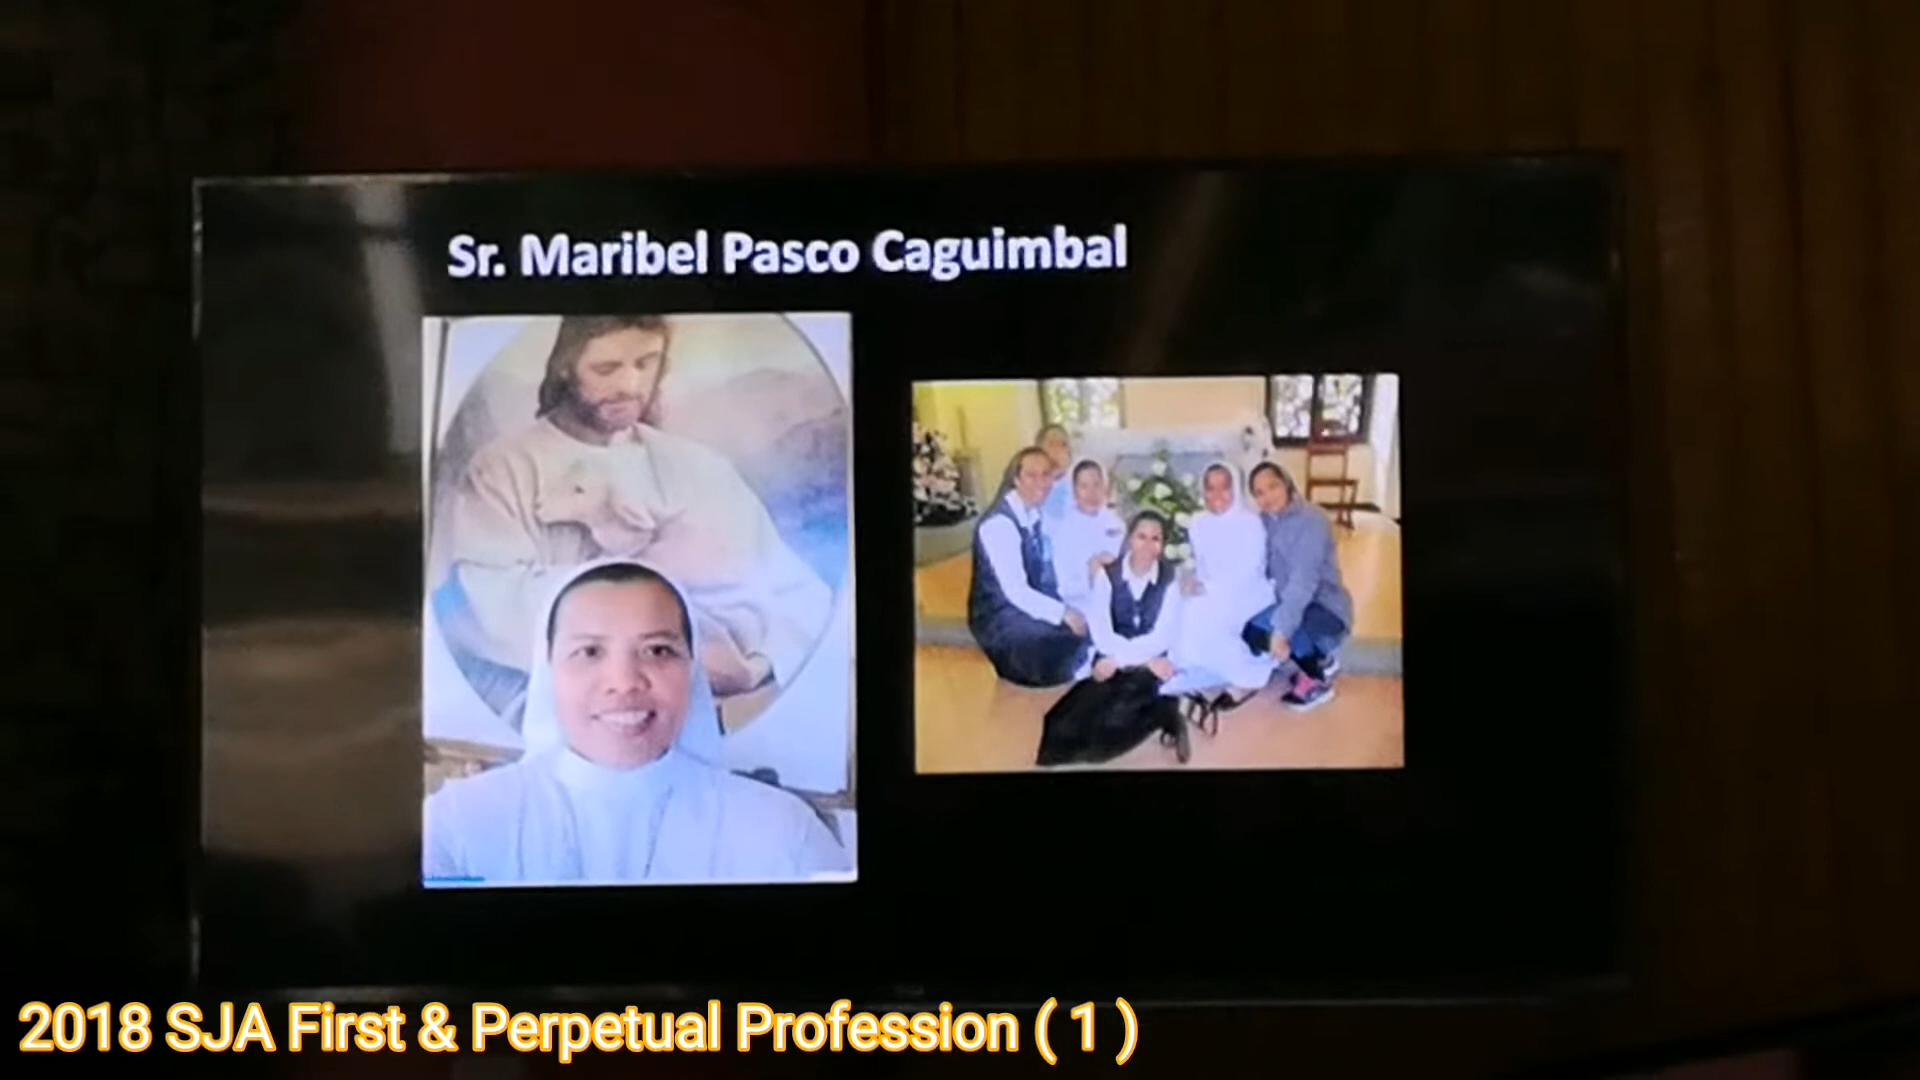 Sr. Maribel Pasco Caguimbal
2018 SJA First & Perpetual Profession ( 1 )